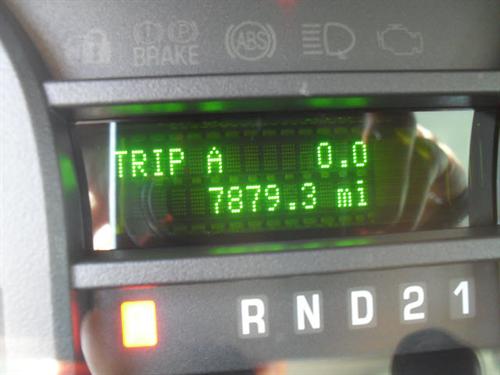 BRAKE ABS
TRIP A 0.0
7879.3 mi
R N D 2 1